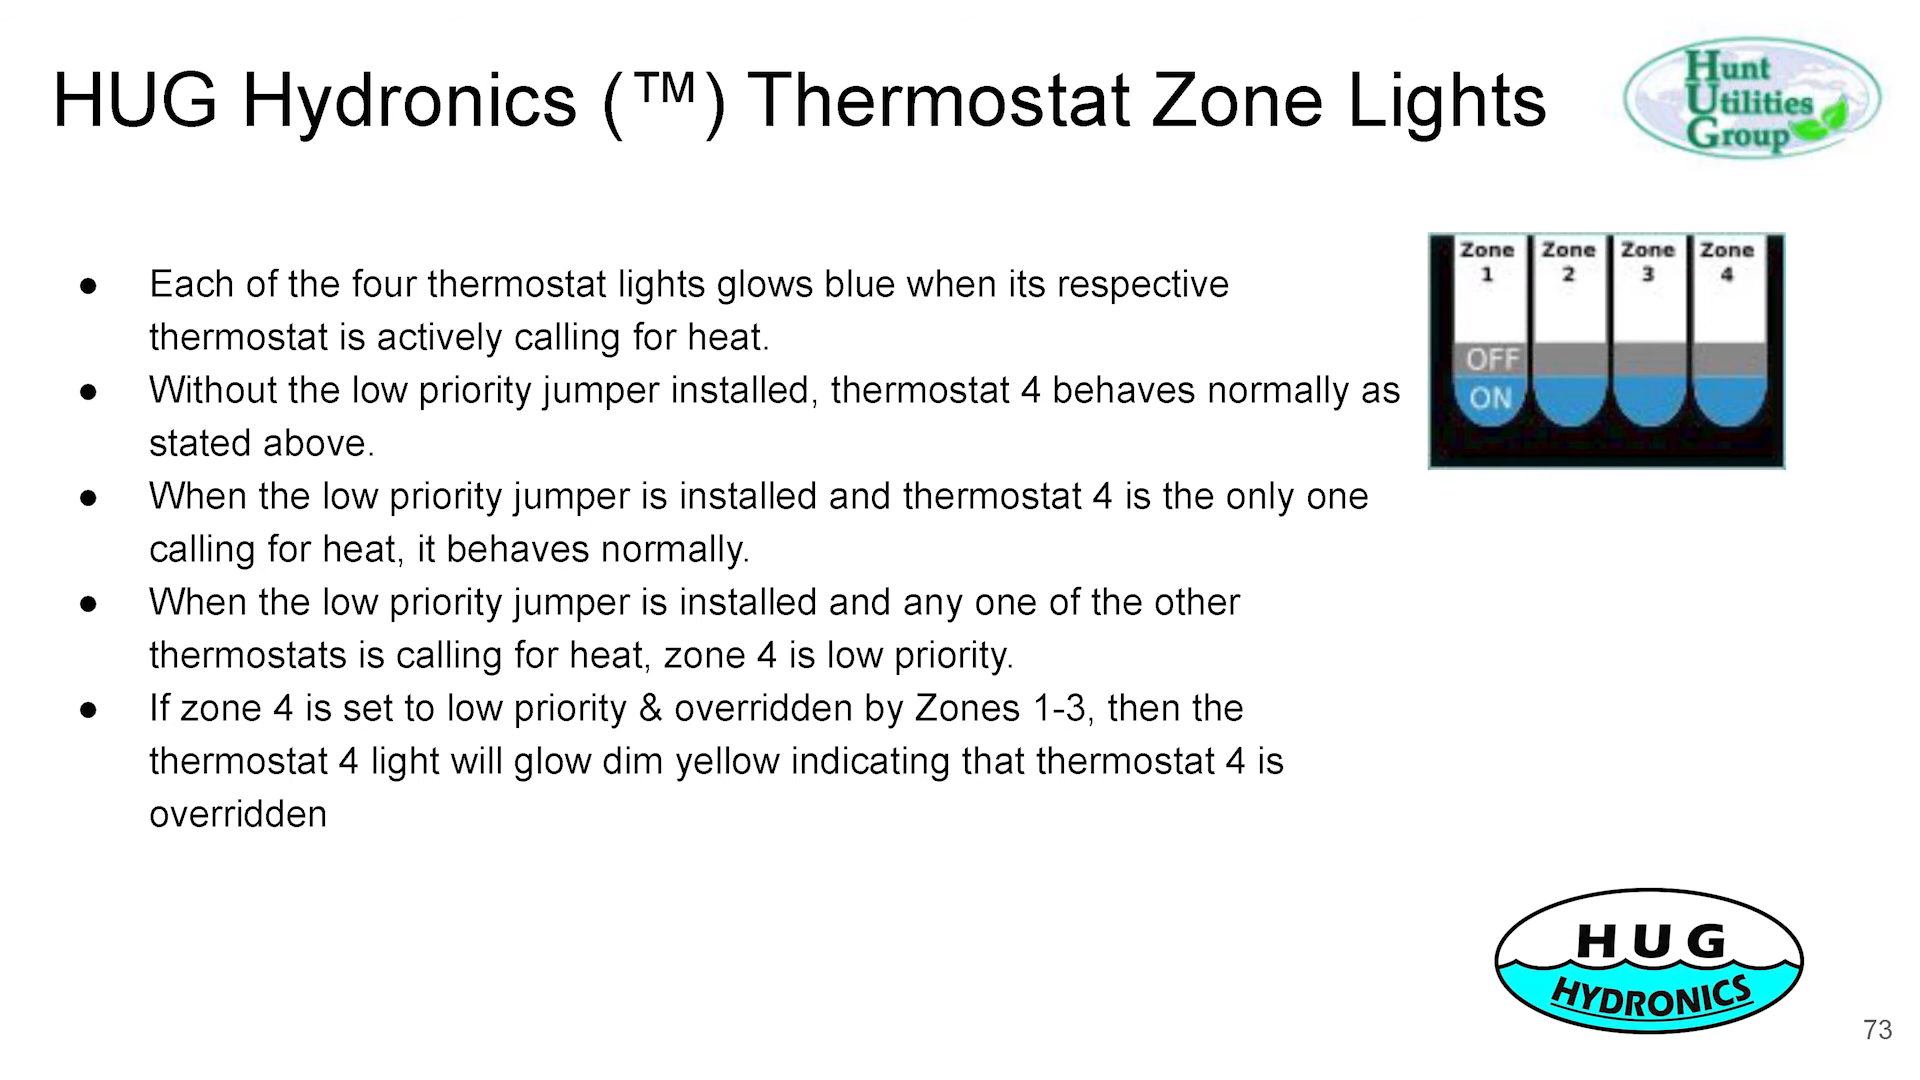 HUG Hydronics (™) Thermostat Zone Lights
Hunt
Utilities
Group
● Each of the four thermostat lights glows blue when its respective
thermostat is actively calling for heat.
● Without the low priority jumper installed, thermostat 4 behaves normally as
stated above.
● When the low priority jumper is installed and thermostat 4 is the only one
calling for heat, it behaves normally.
● When the low priority jumper is installed and any one of the other
thermostats is calling for heat, zone 4 is low priority.
● If zone 4 is set to low priority & overridden by Zones 1-3, then the
thermostat 4 light will glow dim yellow indicating that thermostat 4 is
overridden
Zone Zone Zone Zone
1 2 3 4
OFF
ON
HUG
HYDRONICS
73